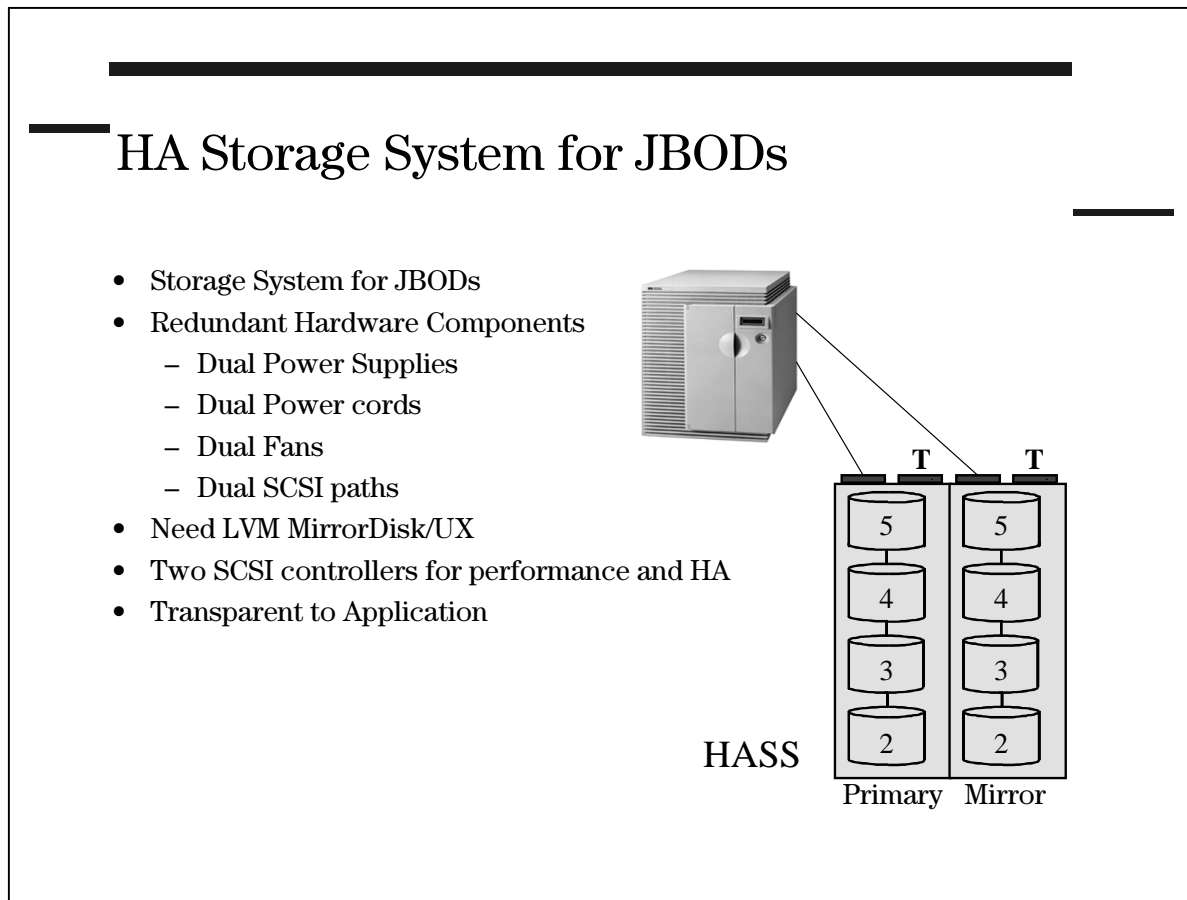 HA Storage System for JBODs
• Storage System for JBODs
• Redundant Hardware Components
– Dual Power Supplies
– Dual Power cords
– Dual Fans
– Dual SCSI paths
• Need LVM MirrorDisk/UX
• Two SCSI controllers for performance and HA
• Transparent to Application
T T
5 5
4 4
3 3
2 2
HASS
Primary Mirror